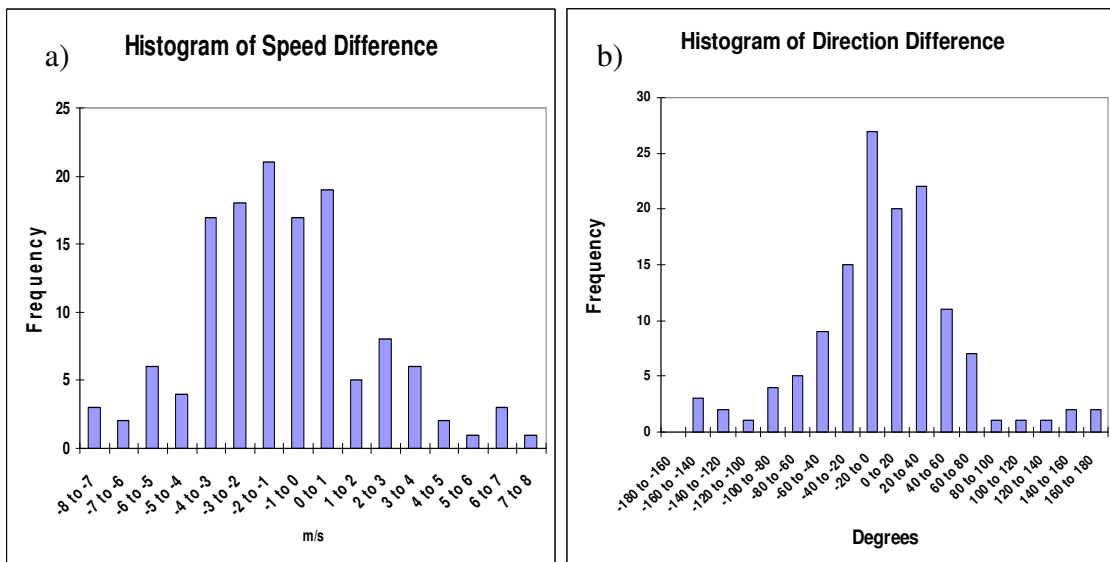 a)
Histogram of Speed Difference
25
20
15
10
5
0
Frequency
-8 to -7
-7 to -6
-6 to -5
-5 to -4
-4 to -3
-3 to -2
-2 to -1
-1 to 0
0 to 1
1 to 2
2 to 3
3 to 4
4 to 5
5 to 6
6 to 7
7 to 8
m/s
b)
Histogram of Direction Difference
30
25
20
15
10
5
0
Frequency
-180 to -160
-160 to -140
-140 to -120
-120 to -100
-100 to -80
-80 to -60
-60 to -40
-40 to -20
-20 to 0
0 to 20
20 to 40
40 to 60
60 to 80
80 to 100
100 to 120
120 to 140
140 to 160
160 to 180
Degrees